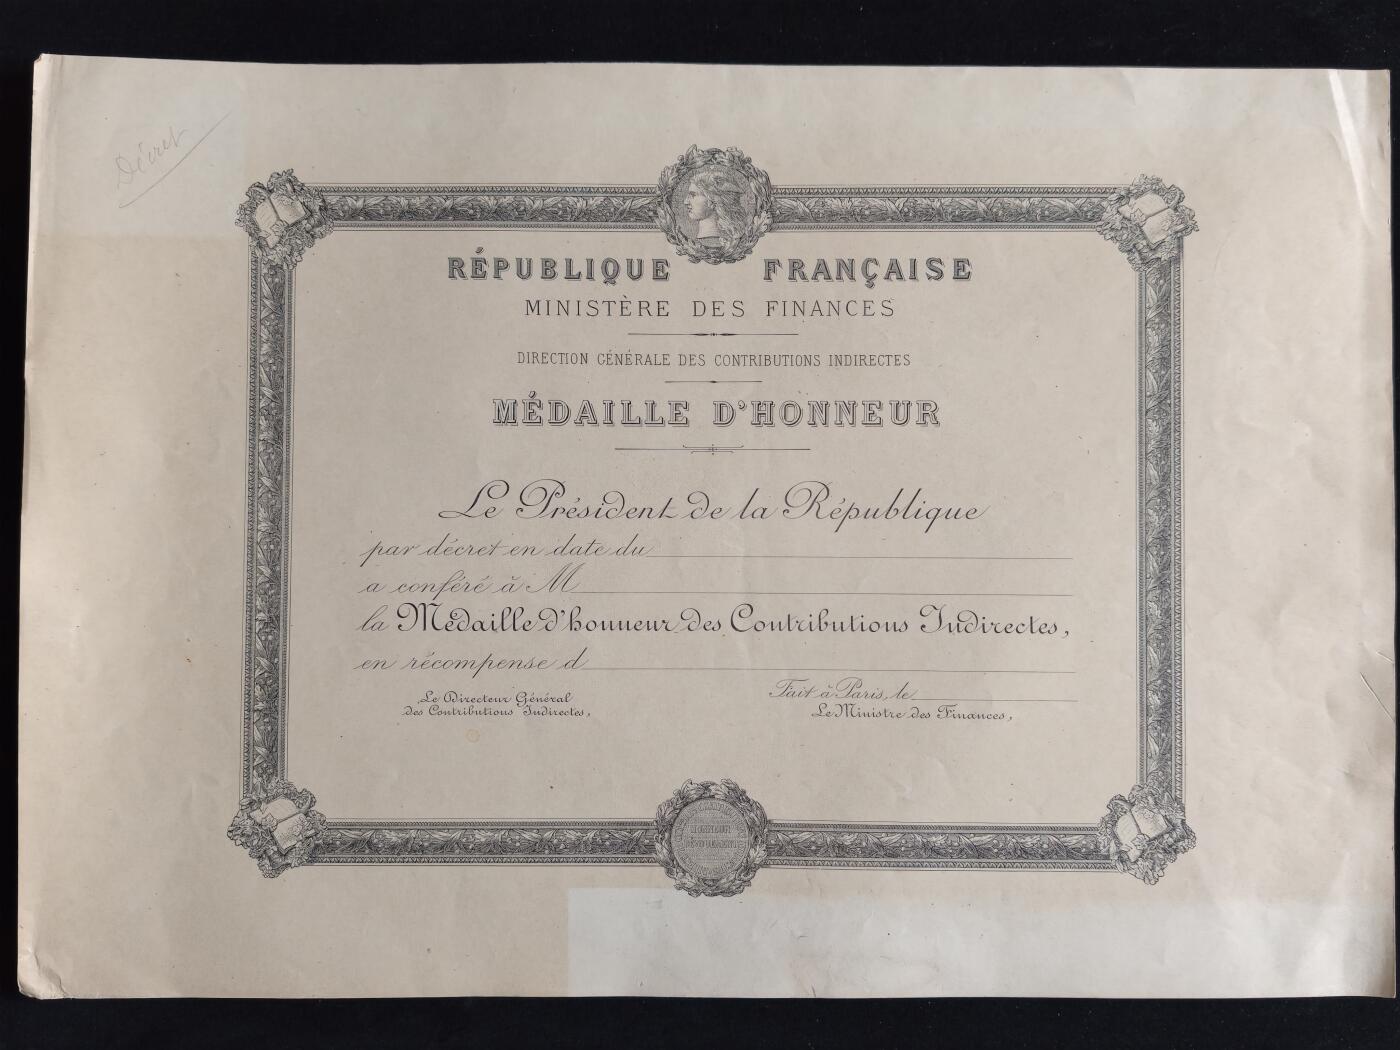 Décret
RÉPUBLIQUE FRANÇAISE
MINISTÈRE DES FINANCES
DIRECTION GÉNÉRALE DES CONTRIBUTIONS INDIRECTES
MÉDAILLE D'HONNEUR
Le Président de la République
par décret en date du
a conféré à M
la Médaille d'honneur des Contributions Indirectes,
en récompense d
Fait à Paris, le
Le Directeur Général
des Contributions Indirectes,
Le Ministre des Finances,
HONNEUR
DÉVOUEMENT